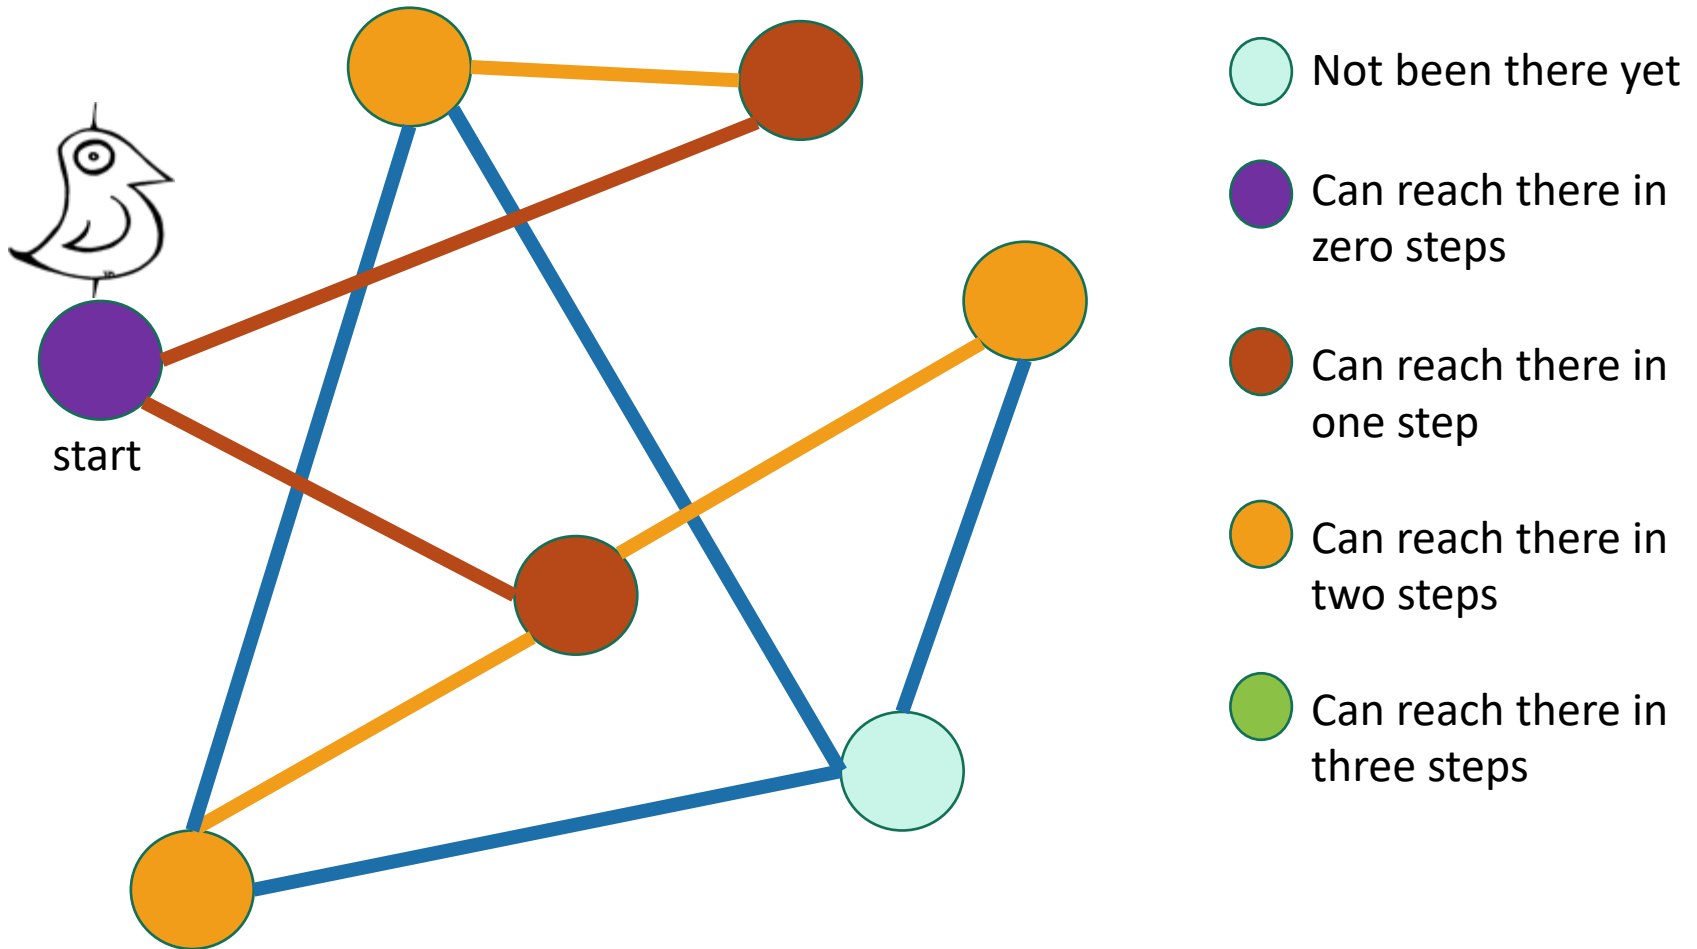 Not been there yet
Can reach there in
zero steps
start
Can reach there in
one step
Can reach there in
two steps
Can reach there in
three steps